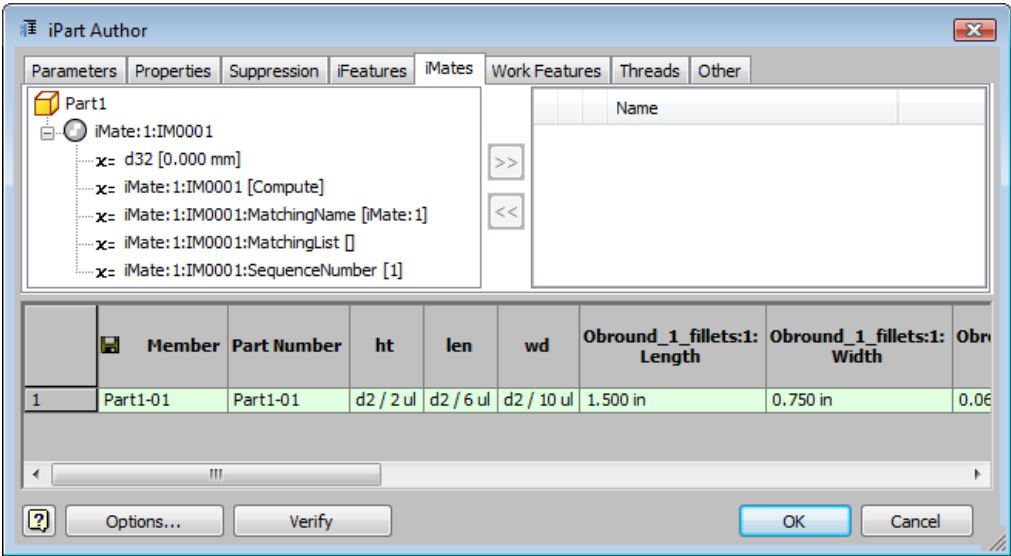 iPart Author
Parameters Properties Suppression iFeatures iMates Work Features Threads Other
Part1
iMate:1:IM0001
x= d32 [0.000 mm]
x= iMate:1:IM0001 [Compute]
x= iMate:1:IM0001:MatchingName [iMate:1]
x= iMate:1:IM0001:MatchingList []
x= iMate:1:IM0001:SequenceNumber [1]
>>
<<
Name
Member Part Number ht len wd Obround_1_fillets:1: Length Obround_1_fillets:1: Width Obro
1 Part1-01 Part1-01 d2 / 2 ul d2 / 6 ul d2 / 10 ul 1.500 in 0.750 in 0.06
? Options... Verify OK Cancel